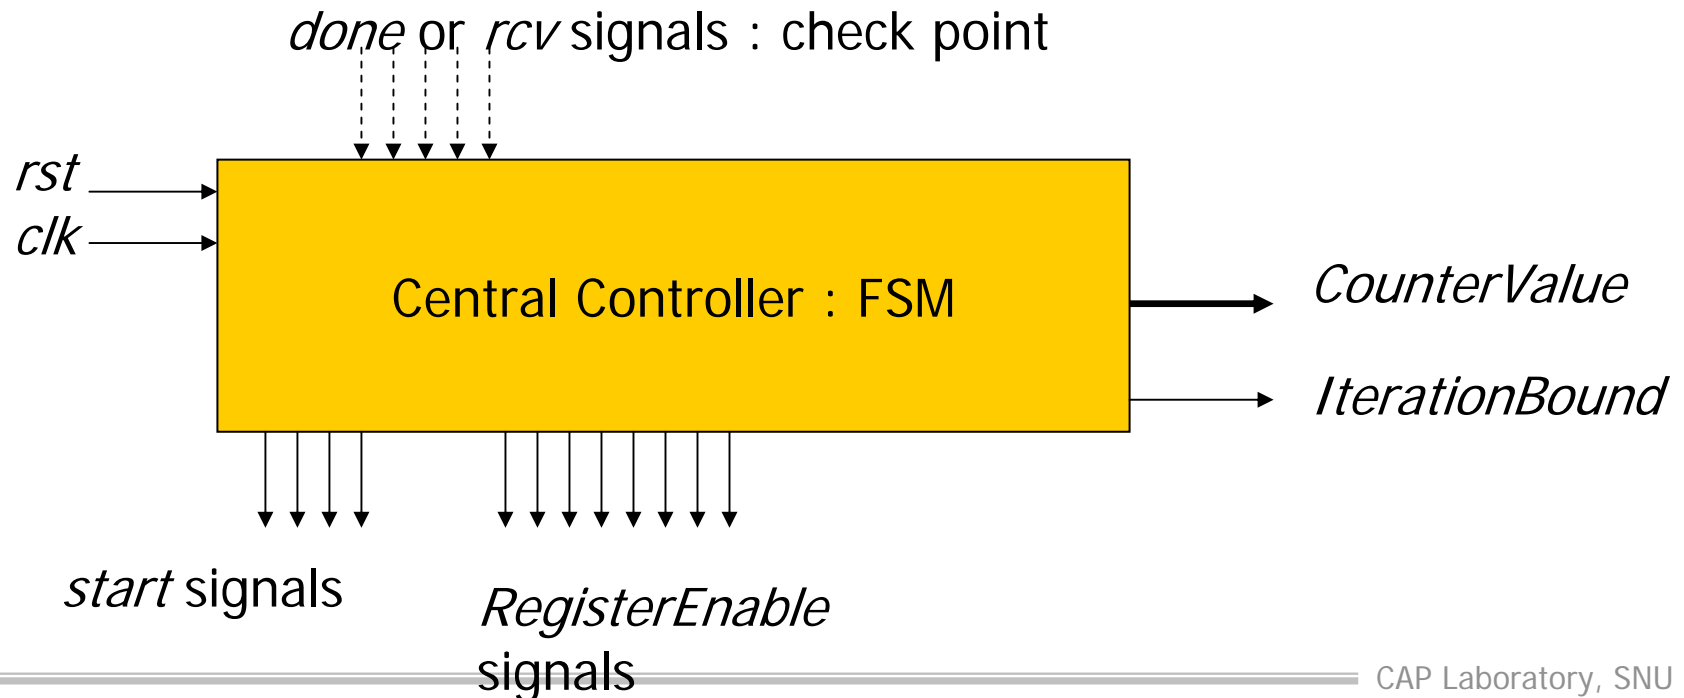 done or rcv signals : check point
rst
clk
Central Controller : FSM
CounterValue
IterationBound
start signals
RegisterEnable
signals
CAP Laboratory, SNU